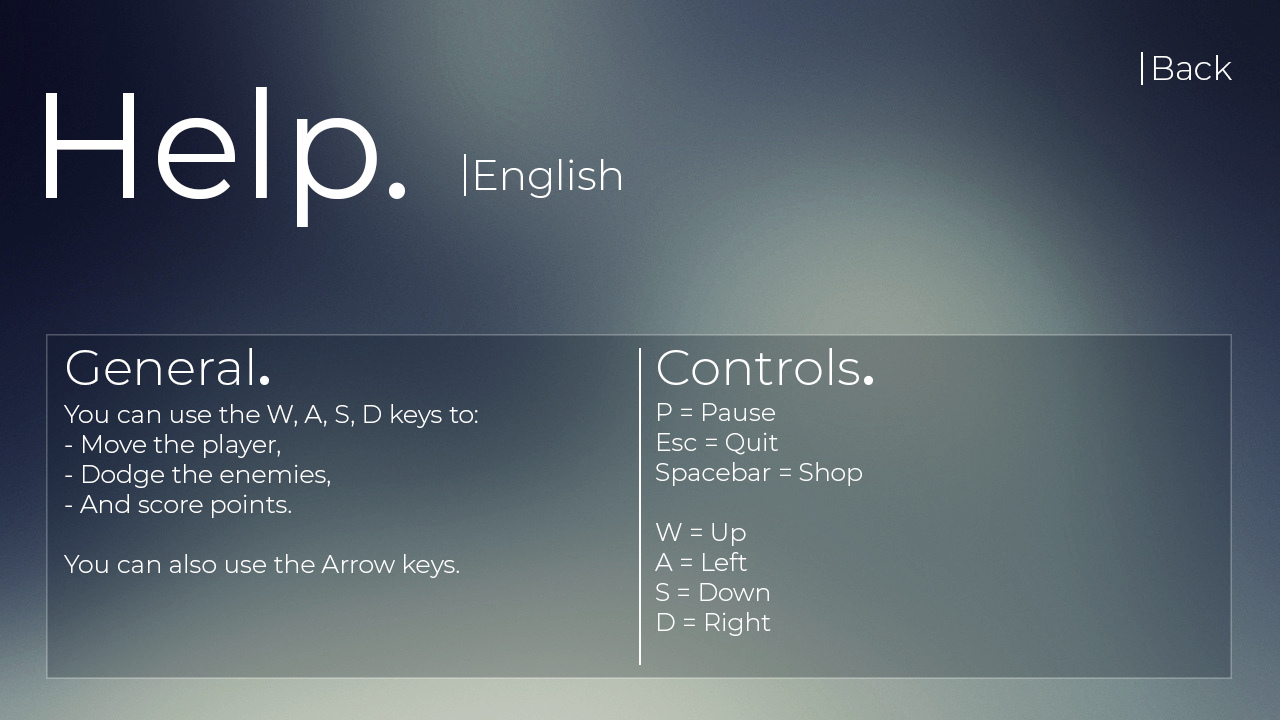 Back
Help.
English
General.
You can use the W, A, S, D keys to:
- Move the player,
- Dodge the enemies,
- And score points.
You can also use the Arrow keys.
Controls.
P = Pause
Esc = Quit
Spacebar = Shop
W = Up
A = Left
S = Down
D = Right